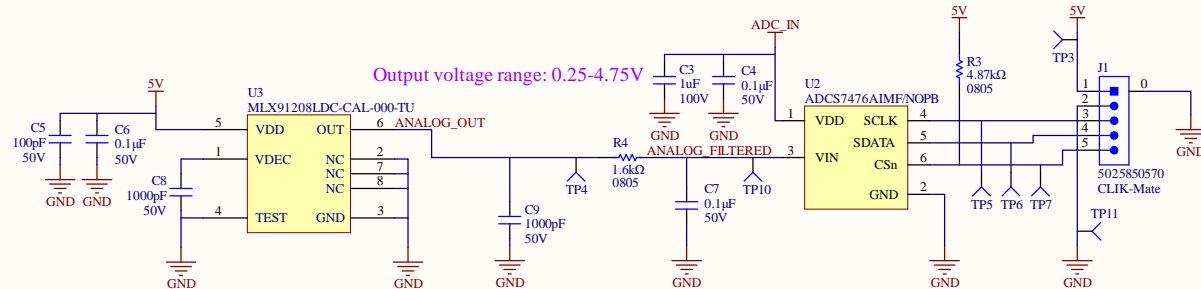 ADC_IN
5V
5V
Output voltage range: 0.25-4.75V
C3
1uF
100V
C4
0.1µF
50V
GND
GND
R3
4.87kΩ
0805
TP3
J1
1
2
3
4
5
0
GND
5025850570
CLIK-Mate
U2
ADCS7476AIMF/NOPB
1
VDD
3
VIN
SCLK
4
SDATA
5
CSn
6
GND
2
TP5
TP6
TP7
TP11
GND
GND
5V
U3
MLX91208LDC-CAL-000-TU
C5
100pF
50V
C6
0.1µF
50V
GND
GND
5
VDD
1
VDEC
4
TEST
OUT
6
ANALOG_OUT
NC
2
NC
7
NC
8
GND
3
C8
1000pF
50V
GND
GND
C9
1000pF
50V
GND
TP4
R4
1.6kΩ
0805
ANALOG_FILTERED
TP10
C7
0.1µF
50V
GND